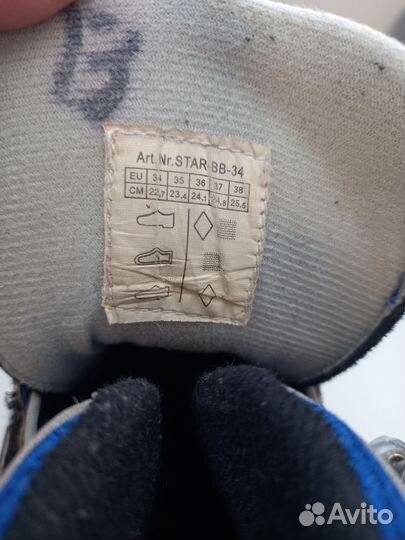 Art.Nr.STAR-BB-34
EU 34 35 36 37 38
CM 22,7 23,4 24,1 24,8 25,5
Avito